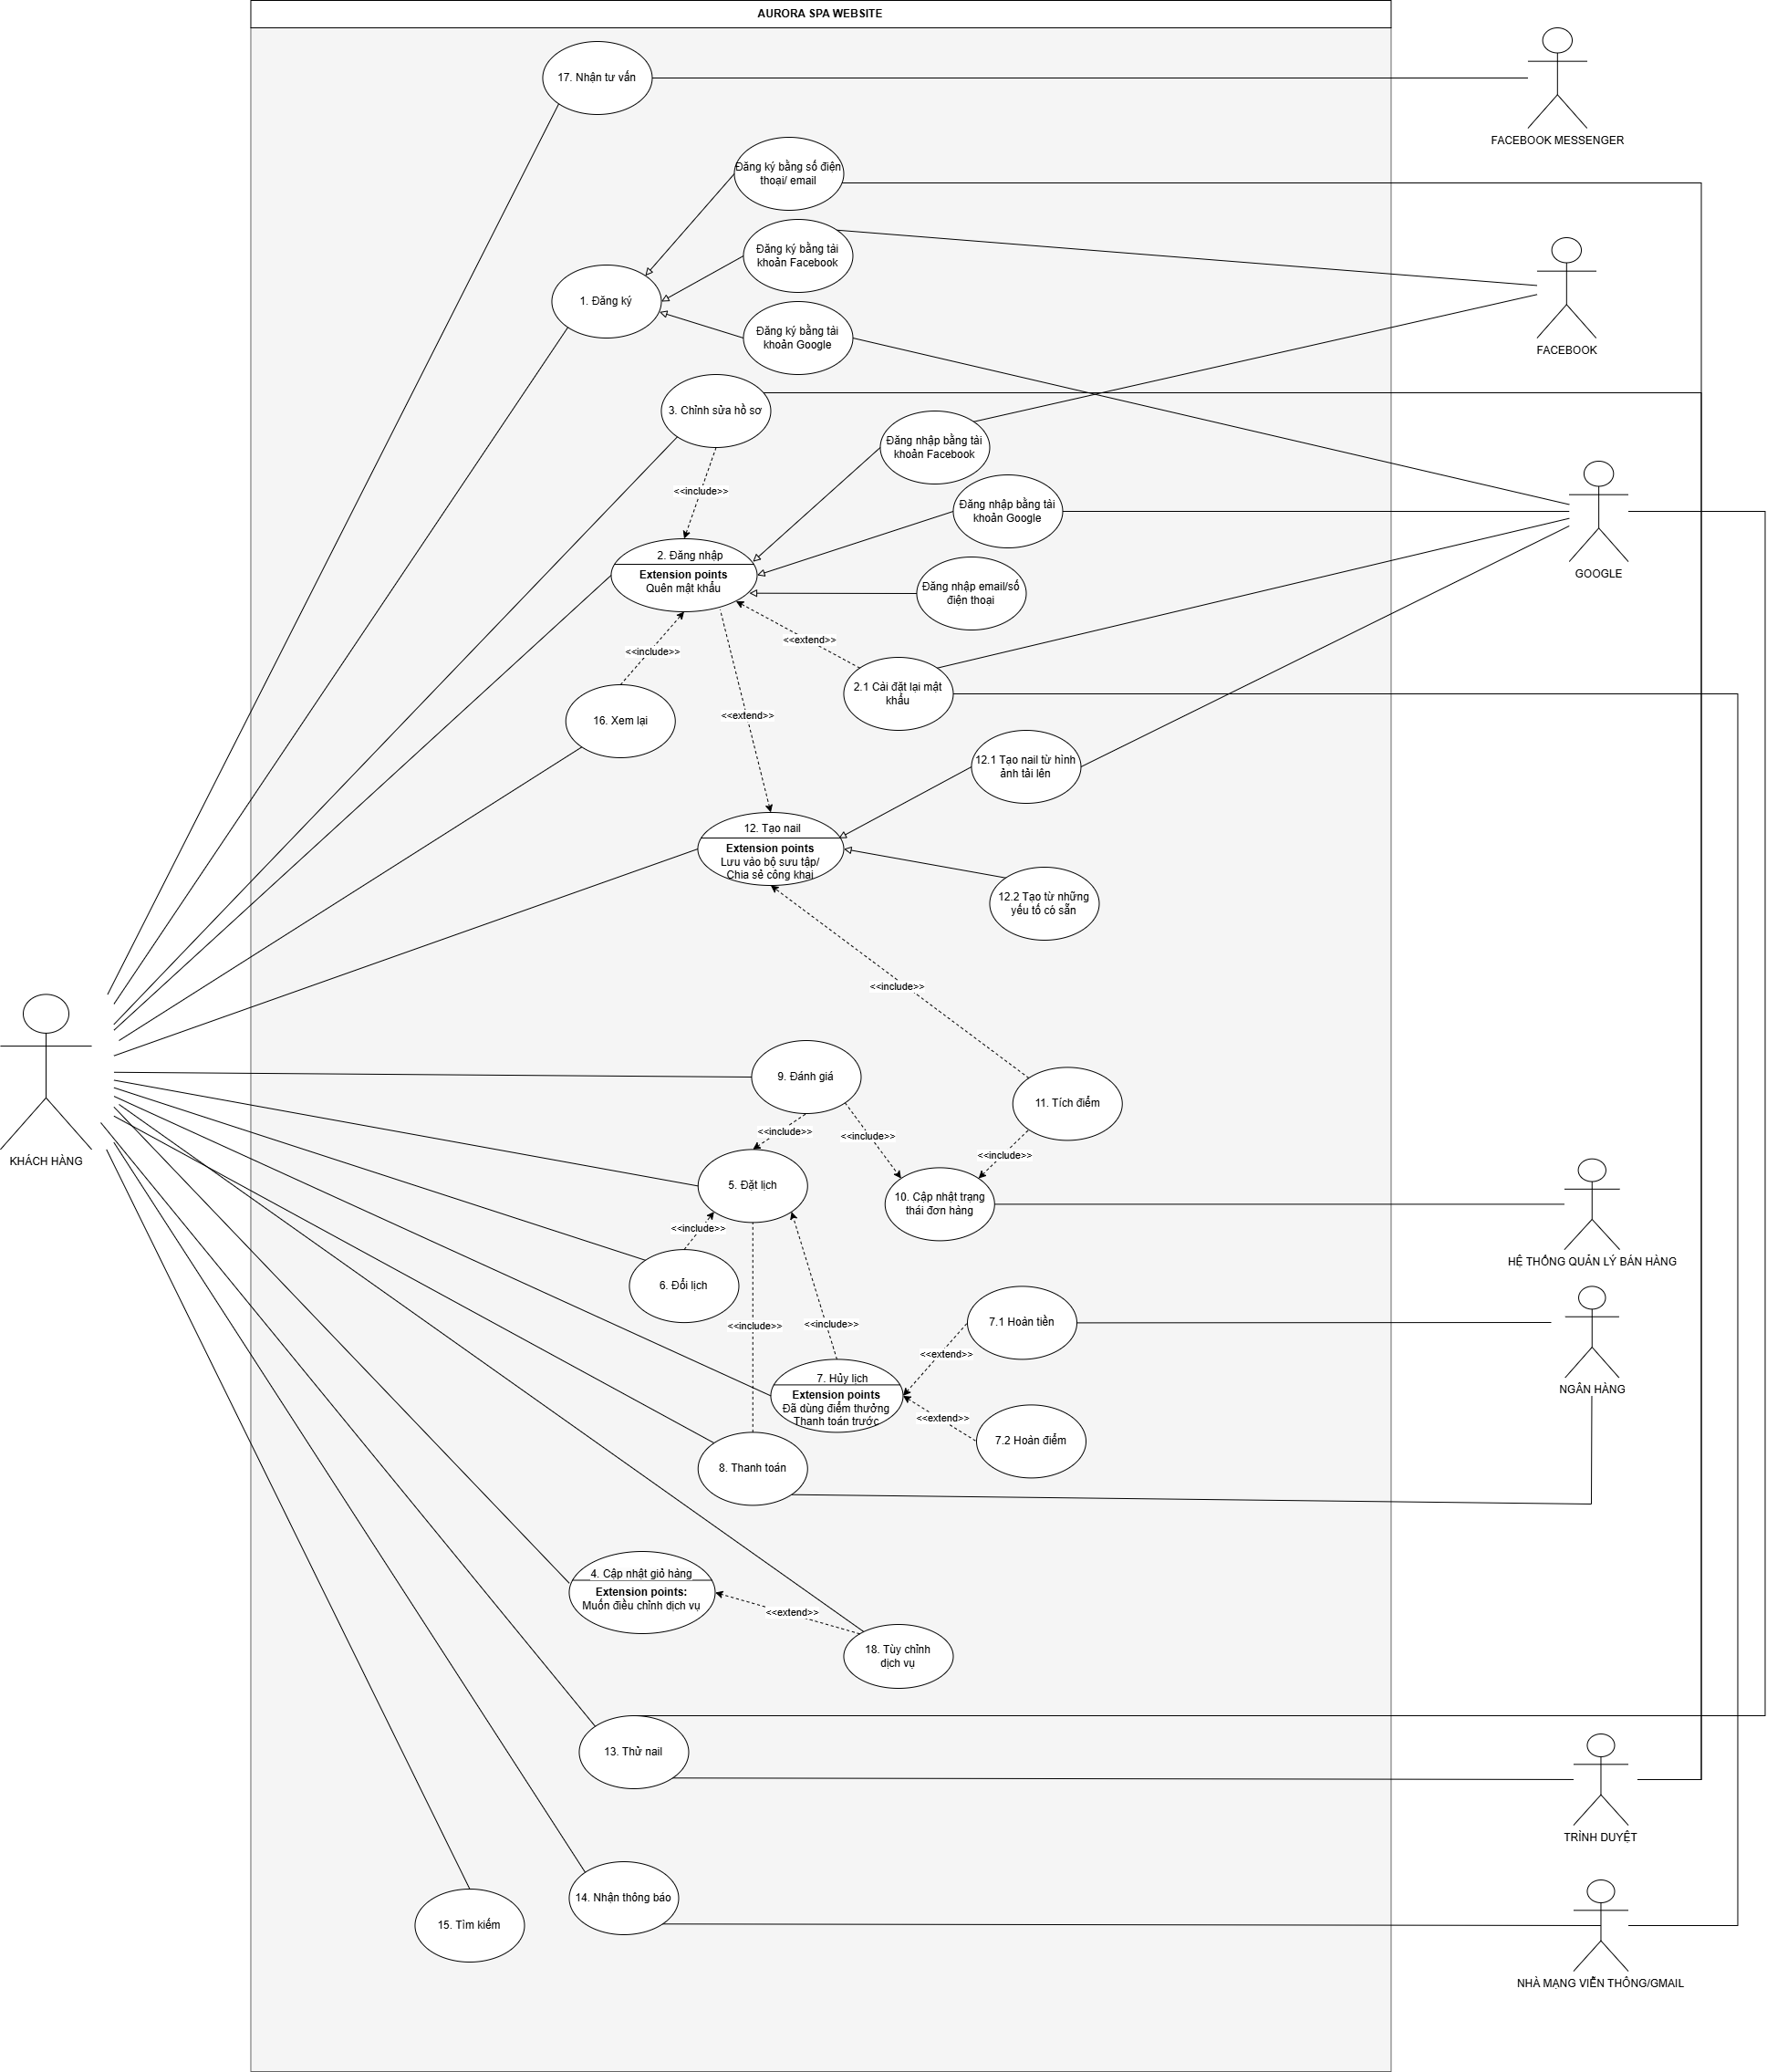 AURORA SPA WEBSITE
17. Nhận tư vấn
FACEBOOK MESSENGER
Đăng ký bằng số điện
thoại/ email
Đăng ký bằng tài
khoản Facebook
1. Đăng ký
Đăng ký bằng tài
khoản Google
FACEBOOK
3. Chỉnh sửa hồ sơ
Đăng nhập bằng tài
khoản Facebook
<<include>>
Đăng nhập bằng tài
khoản Google
2. Đăng nhập
Extension points
Quên mật khẩu
Đăng nhập email/số
điện thoại
GOOGLE
<<extend>>
<<include>>
2.1 Cài đặt lại mật
khẩu
16. Xem lại
<<extend>>
12.1 Tạo nail từ hình
ảnh tải lên
12. Tạo nail
Extension points
Lưu vào bộ sưu tập/
Chia sẻ công khai
12.2 Tạo từ những
yếu tố có sẵn
<<include>>
9. Đánh giá
11. Tích điểm
<<include>>
<<include>>
<<include>>
KHÁCH HÀNG
5. Đặt lịch
10. Cập nhật trạng
thái đơn hàng
<<include>>
HỆ THỐNG QUẢN LÝ BÁN HÀNG
6. Đổi lịch
<<include>>
<<include>>
7.1 Hoàn tiền
<<extend>>
7. Hủy lịch
Extension points
Đã dùng điểm thưởng
Thanh toán trước
NGÂN HÀNG
<<extend>>
7.2 Hoàn điểm
8. Thanh toán
4. Cập nhật giỏ hàng
Extension points:
Muốn điều chỉnh dịch vụ
<<extend>>
18. Tùy chỉnh
dịch vụ
13. Thử nail
TRÌNH DUYỆT
14. Nhận thông báo
15. Tìm kiếm
NHÀ MẠNG VIỄN THÔNG/GMAIL